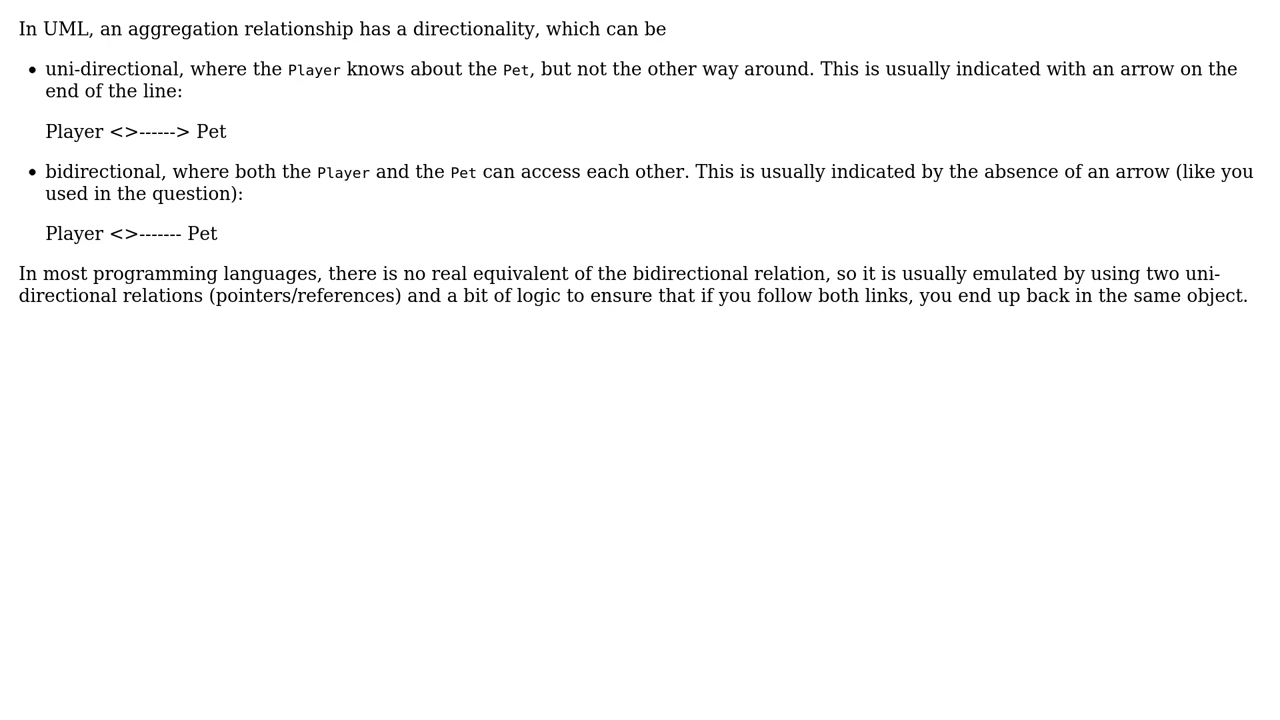 In UML, an aggregation relationship has a directionality, which can be
• uni-directional, where the Player knows about the Pet, but not the other way around. This is usually indicated with an arrow on the
end of the line:
Player <>------> Pet
• bidirectional, where both the Player and the Pet can access each other. This is usually indicated by the absence of an arrow (like you
used in the question):
Player <>------- Pet
In most programming languages, there is no real equivalent of the bidirectional relation, so it is usually emulated by using two uni-
directional relations (pointers/references) and a bit of logic to ensure that if you follow both links, you end up back in the same object.